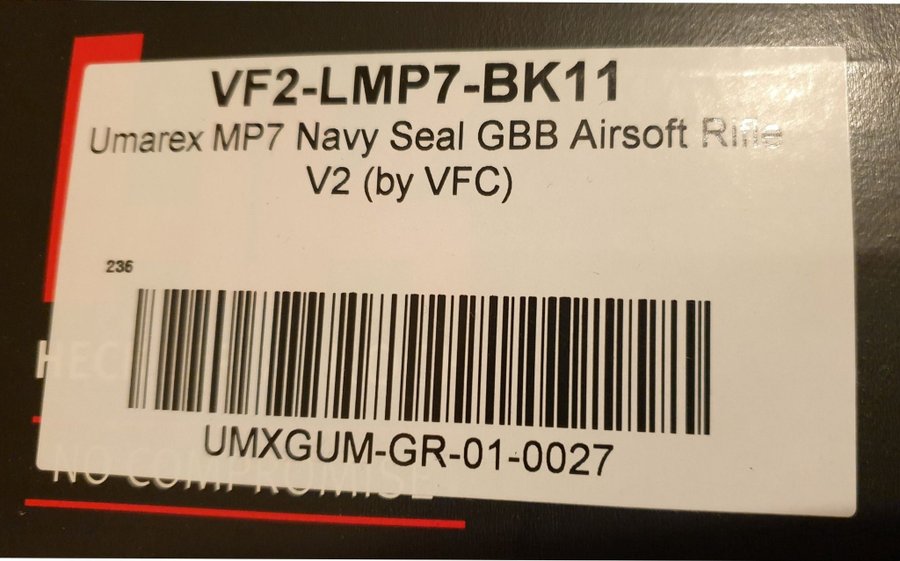 VF2-LMP7-BK11
Umarex MP7 Navy Seal GBB Airsoft Rifle
V2 (by VFC)
236
HEC
UMXGUM-GR-01-0027
NO COMPROMISE